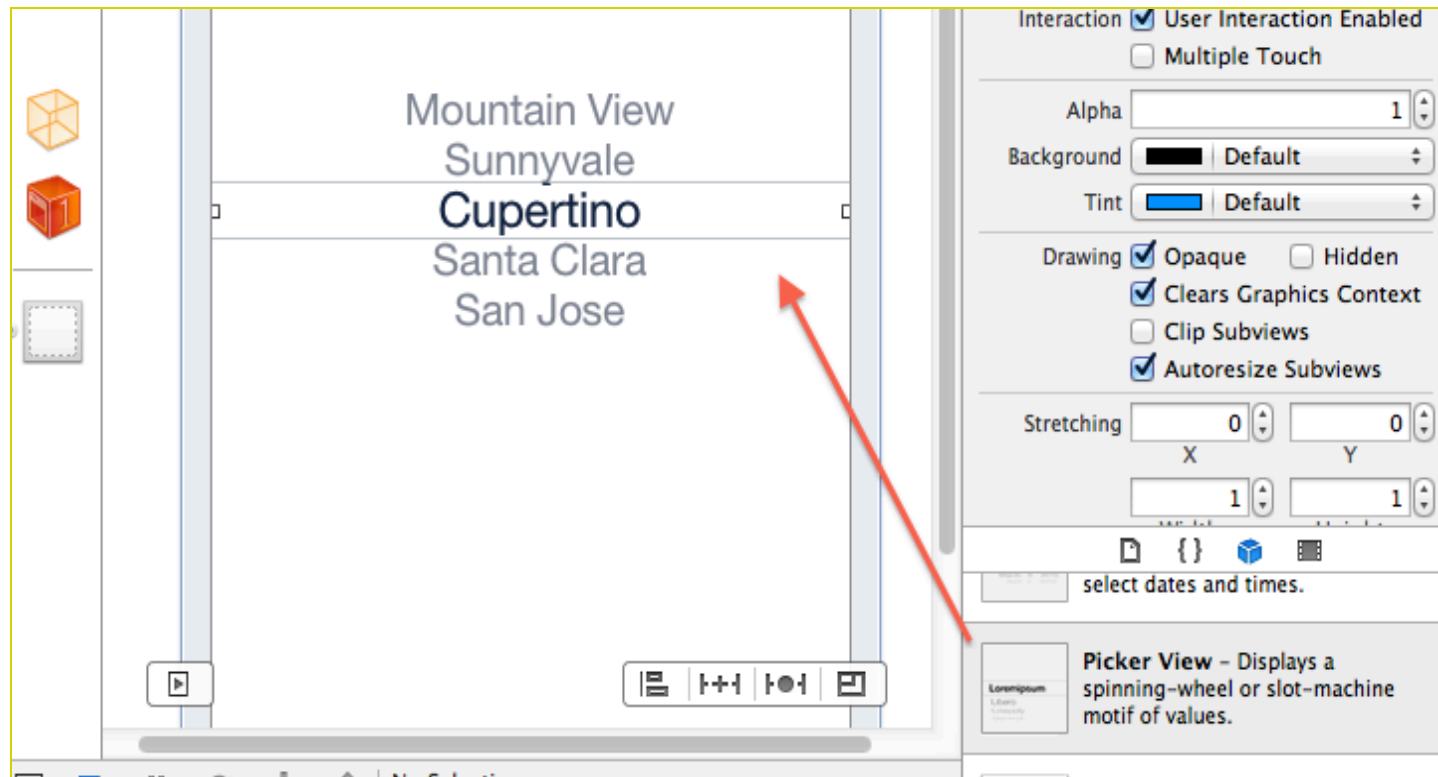 Mountain View
Sunnyvale
Cupertino
Santa Clara
San Jose
Interaction User Interaction Enabled
Multiple Touch
Alpha 1
Background Default
Tint Default
Drawing Opaque Hidden
Clears Graphics Context
Clip Subviews
Autoresize Subviews
Stretching 0 0
X Y
1 1
select dates and times.
Loremipsum
Picker View – Displays a
spinning-wheel or slot-machine
motif of values.